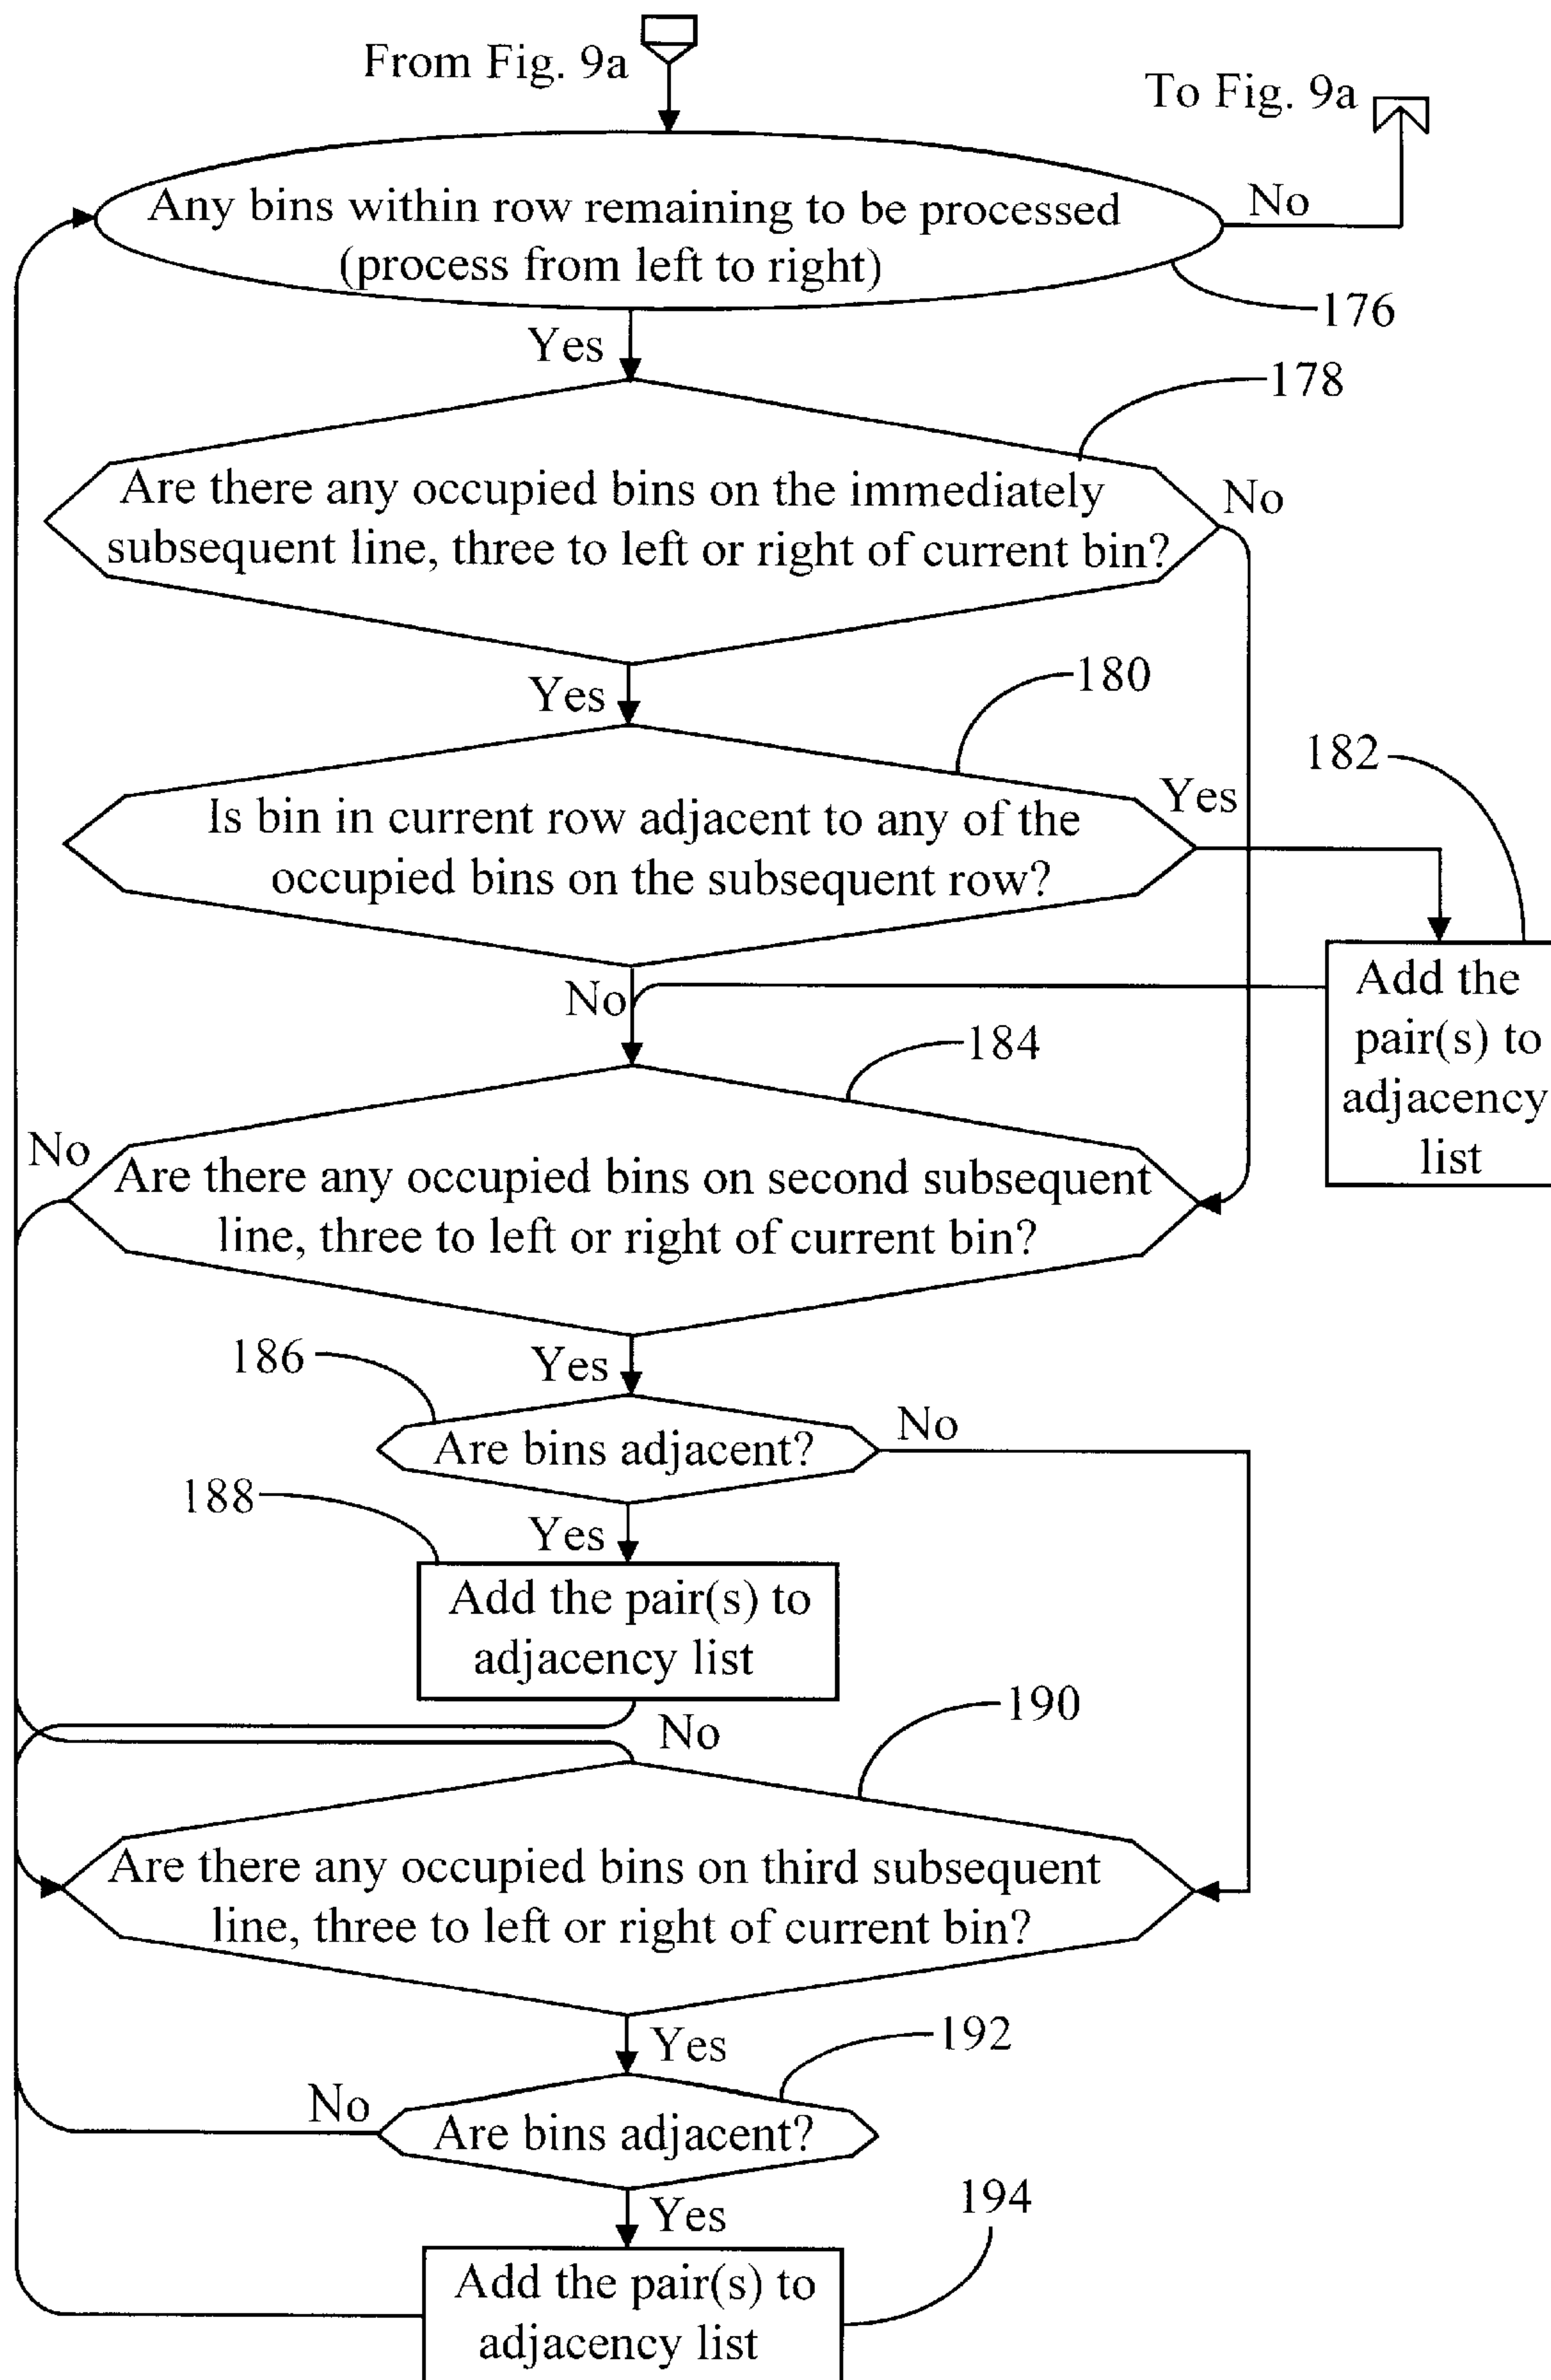 From Fig. 9a
To Fig. 9a
Any bins within row remaining to be processed
(process from left to right)
No
176
Yes
178
Are there any occupied bins on the immediately
subsequent line, three to left or right of current bin?
No
Yes
180
182
Is bin in current row adjacent to any of the
occupied bins on the subsequent row?
Yes
Add the
pair(s) to
adjacency
list
No
184
No
Are there any occupied bins on second subsequent
line, three to left or right of current bin?
186
Yes
Are bins adjacent?
No
188
Yes
Add the pair(s) to
adjacency list
190
No
Are there any occupied bins on third subsequent
line, three to left or right of current bin?
Yes
192
No
Are bins adjacent?
Yes
194
Add the pair(s) to
adjacency list